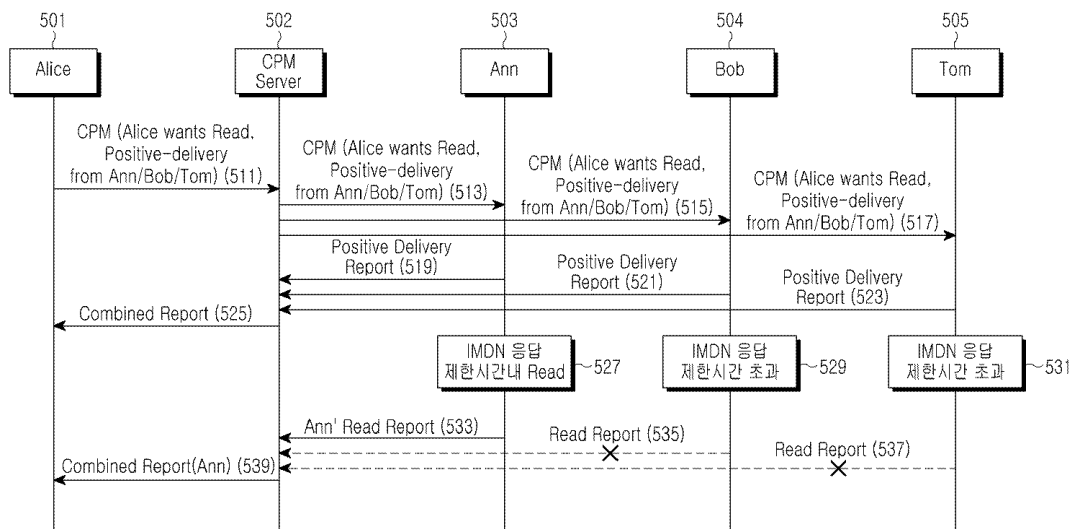 501
502
503
504
505
Alice
CPM
Server
Ann
Bob
Tom
CPM (Alice wants Read,
Positive-delivery
from Ann/Bob/Tom) (511)
CPM (Alice wants Read,
Positive-delivery
from Ann/Bob/Tom) (513)
CPM (Alice wants Read,
Positive-delivery
from Ann/Bob/Tom) (515)
CPM (Alice wants Read,
Positive-delivery
from Ann/Bob/Tom) (517)
Positive Delivery
Report (519)
Positive Delivery
Report (521)
Positive Delivery
Report (523)
Combined Report (525)
IMDN 응답
제한시간내 Read
527
IMDN 응답
제한시간 초과
529
IMDN 응답
제한시간 초과
531
Ann' Read Report (533)
Read Report (535)
Read Report (537)
Combined Report(Ann) (539)